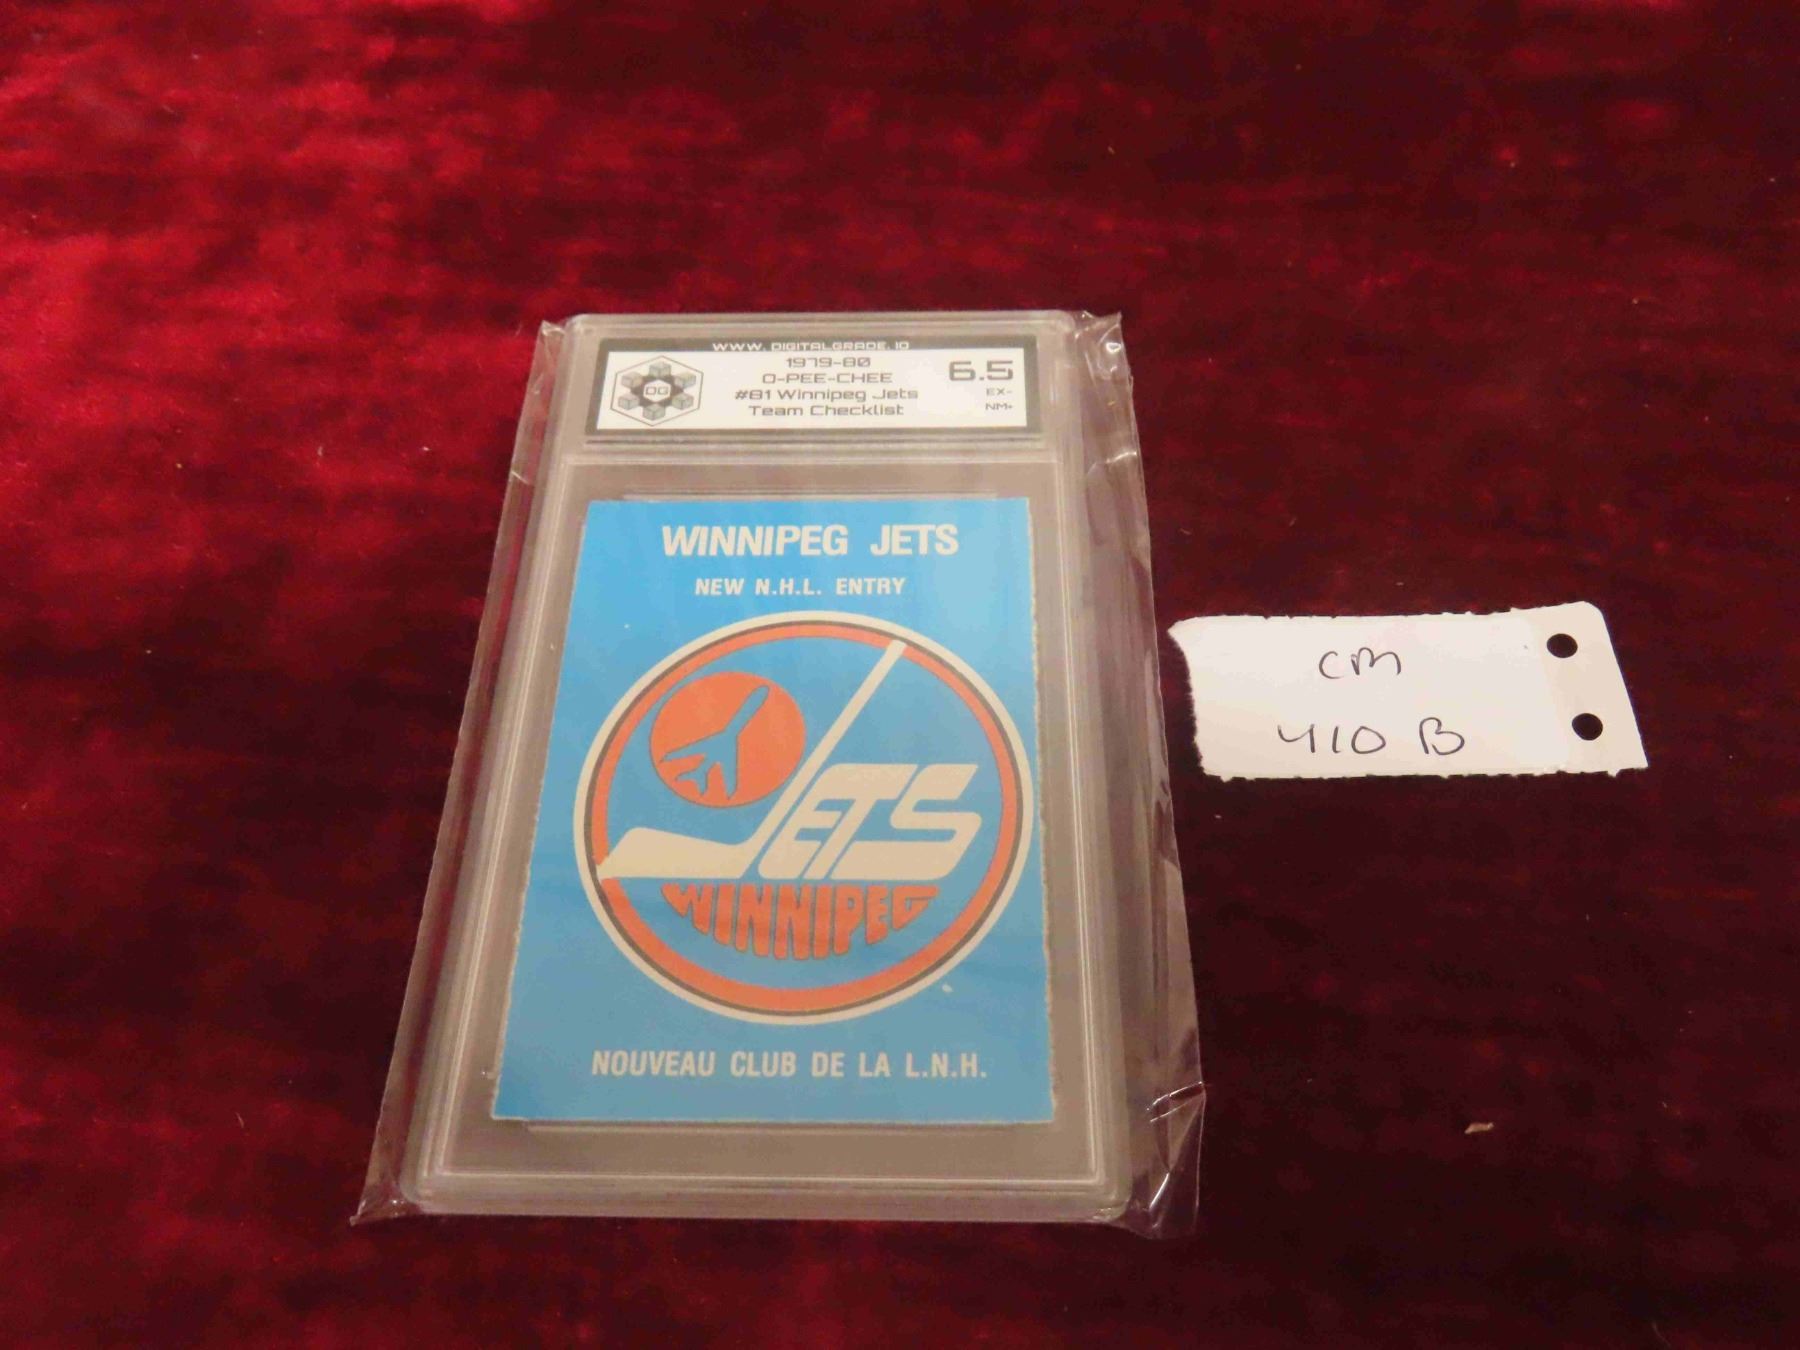 WWW.DIGITALGRADE.IO
1979-80
O-PEE-CHEE
#81 Winnipeg Jets
Team Checklist
6.5
EX-
NM+
DG
WINNIPEG JETS
NEW N.H.L. ENTRY
JETS
WINNIPEG
NOUVEAU CLUB DE LA L.N.H.
CM
410 B